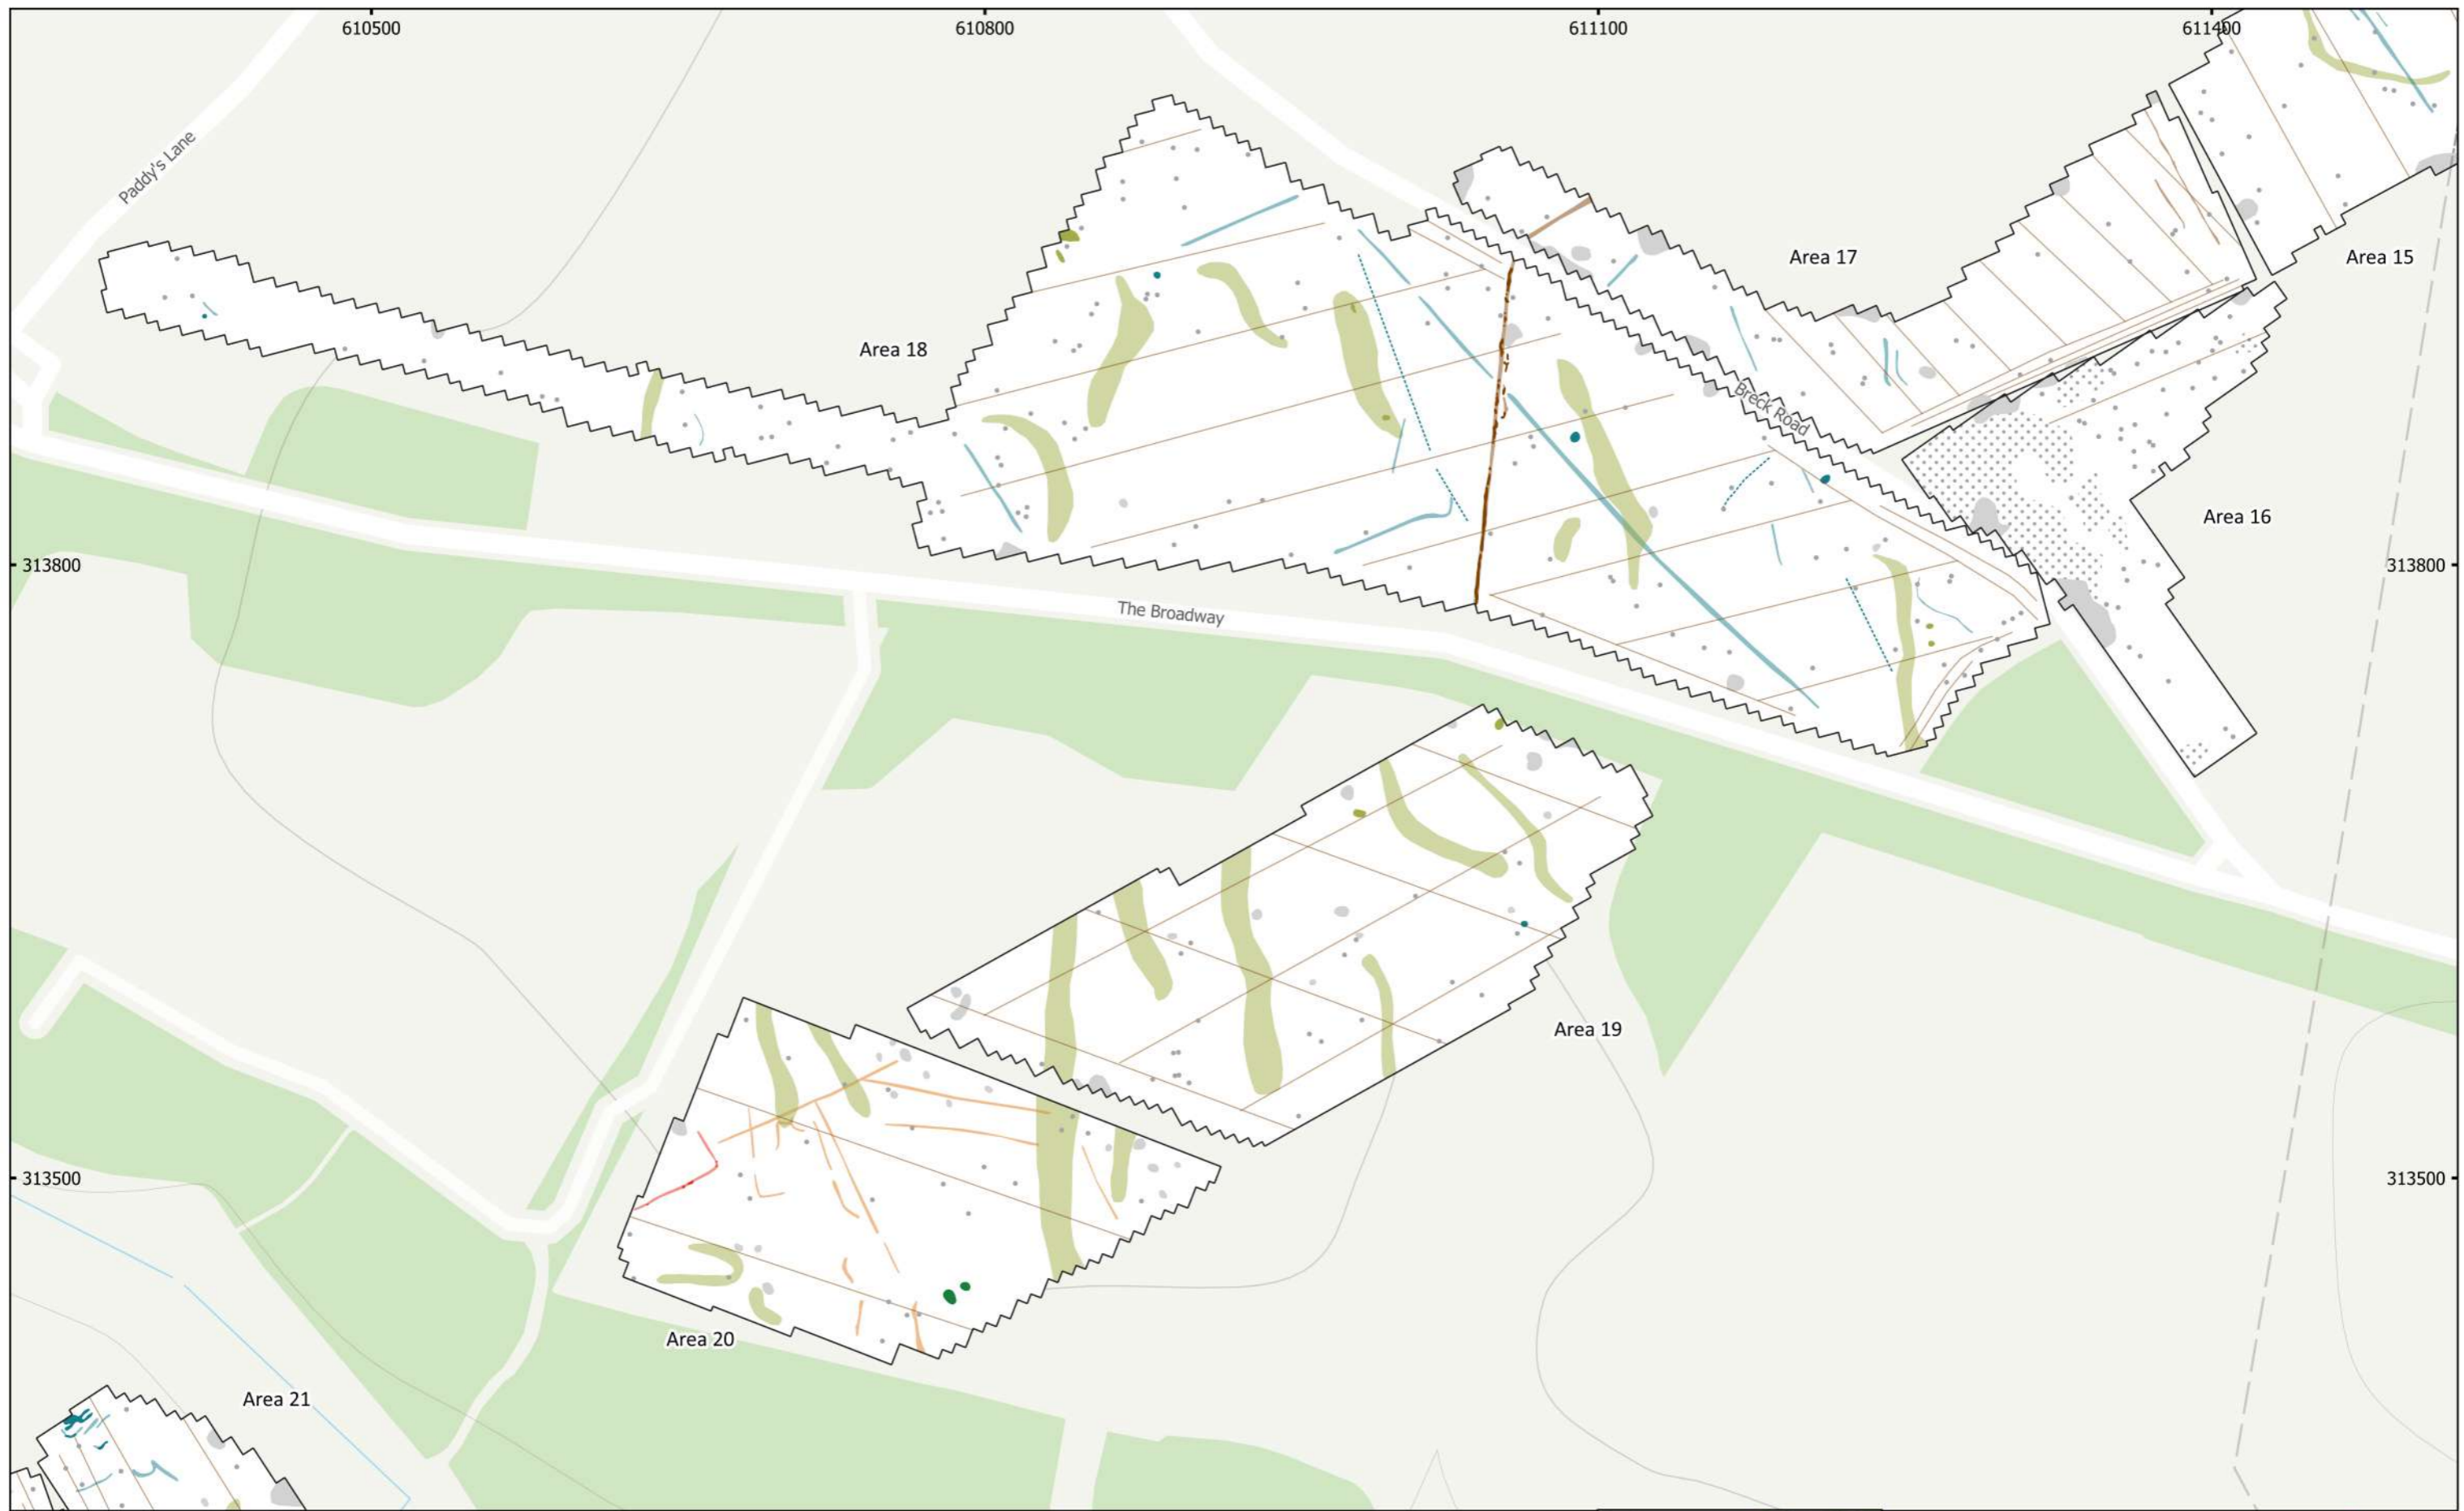 610500
610800
611100
611400
Paddy's Lane
Area 17
Area 15
Area 18
Breck Road
Area 16
313800
313800
The Broadway
Area 19
313500
313500
Area 20
Area 21